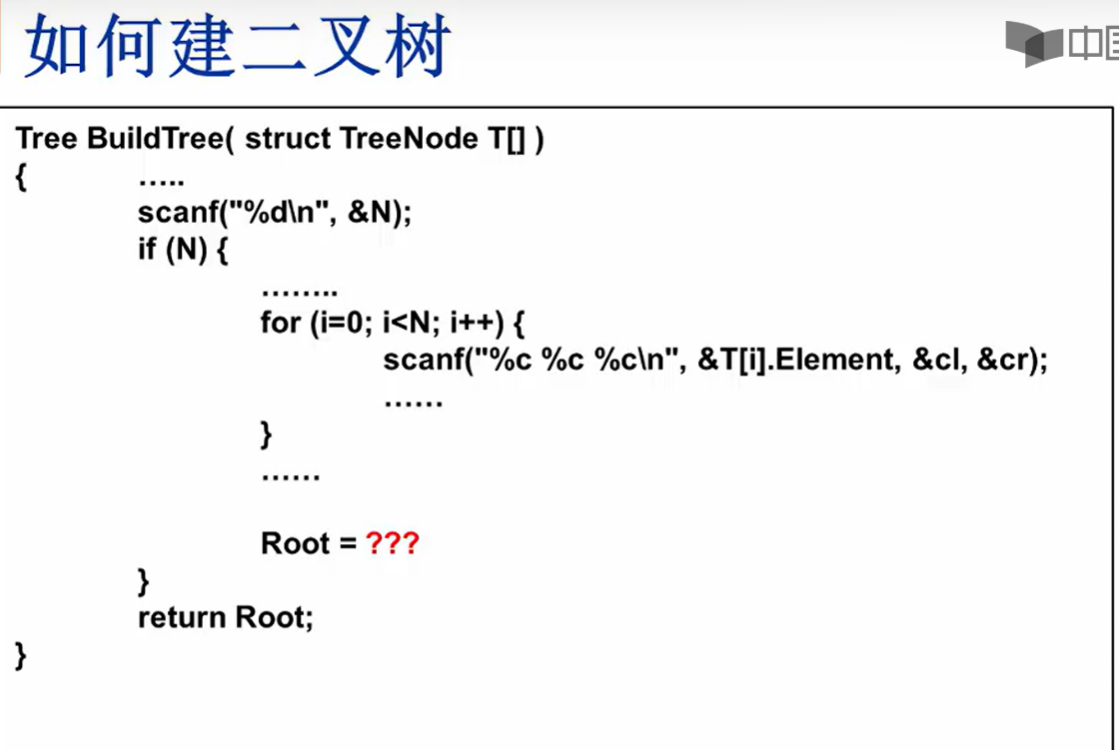 如何建二叉树
中
Tree BuildTree( struct TreeNode T[] )
{ …..
scanf("%d\n", &N);
if (N) {
……..
for (i=0; i<N; i++) {
scanf("%c %c %c\n", &T[i].Element, &cl, &cr);
……
}
……
Root = ???
}
return Root;
}